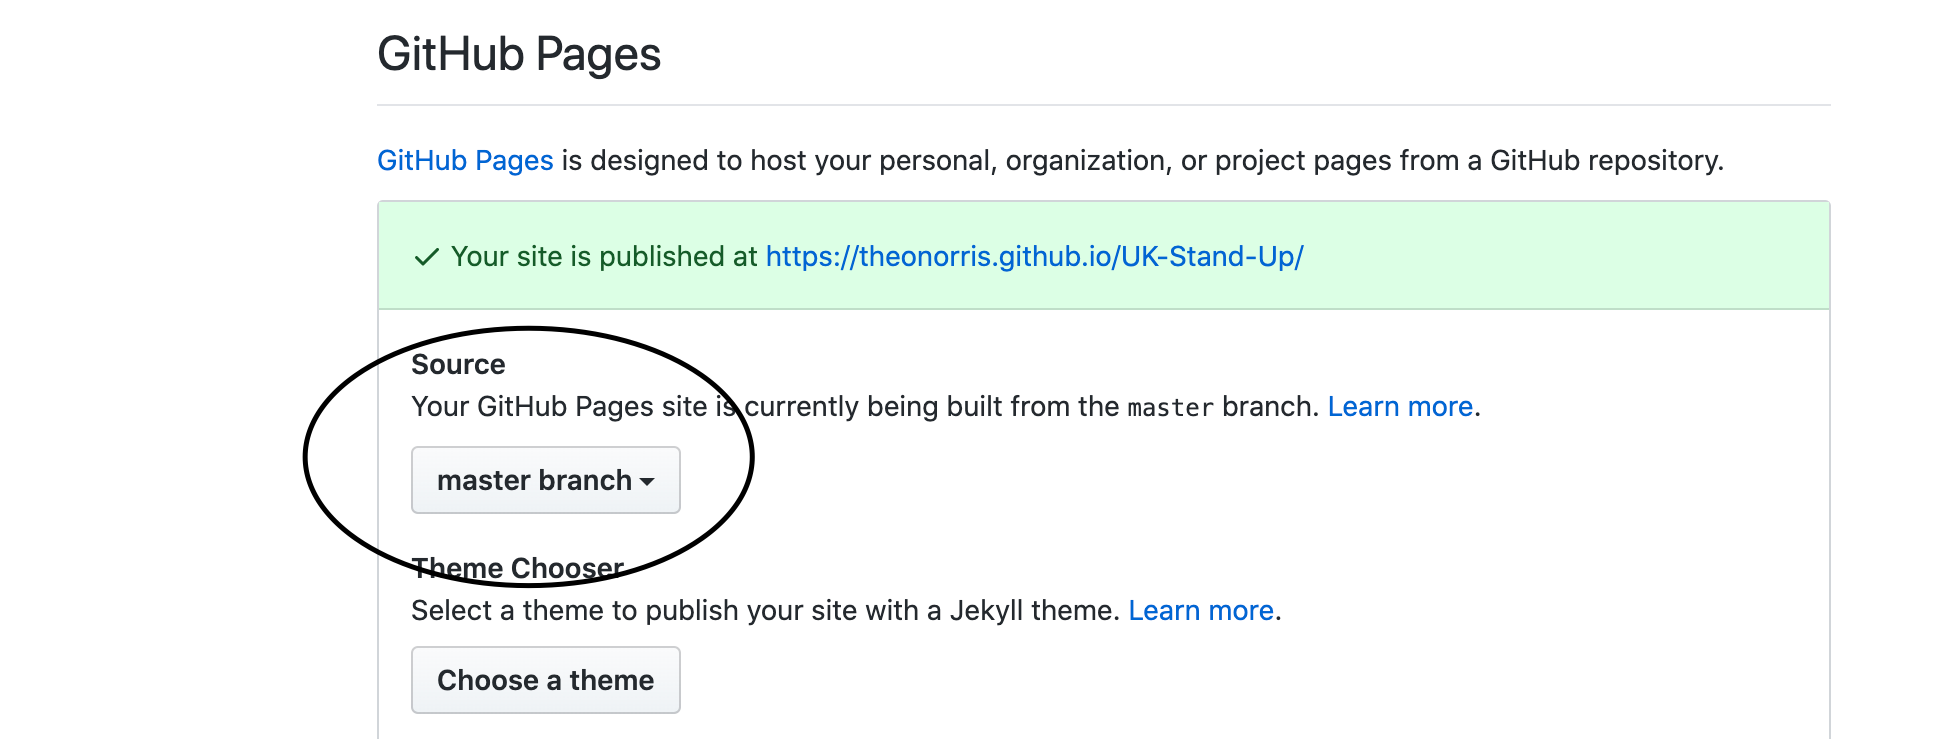 GitHub Pages
GitHub Pages is designed to host your personal, organization, or project pages from a GitHub repository.
✓ Your site is published at https://theonorris.github.io/UK-Stand-Up/
Source
Your GitHub Pages site is currently being built from the master branch. Learn more.
master branch
Theme Chooser
Select a theme to publish your site with a Jekyll theme. Learn more.
Choose a theme